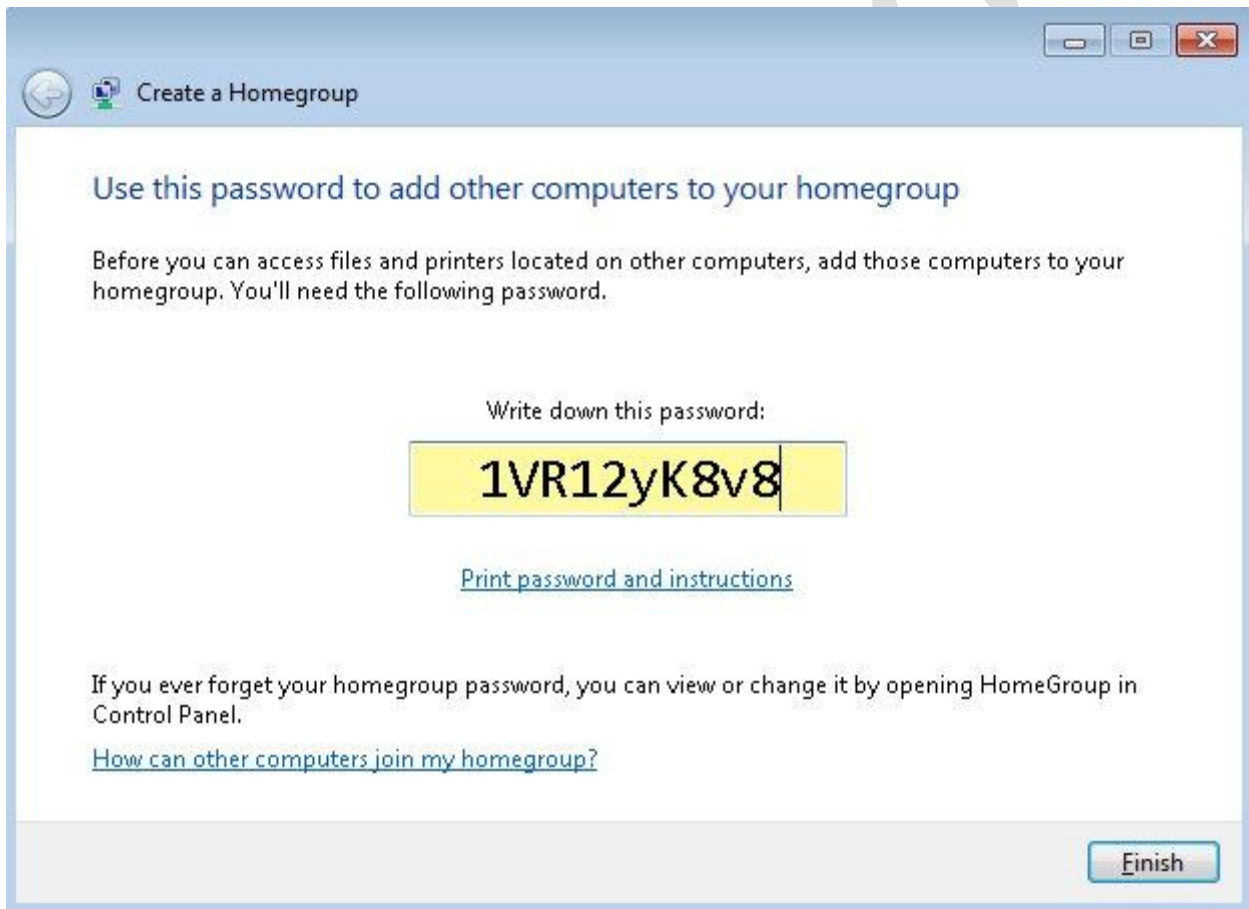 Create a Homegroup
Use this password to add other computers to your homegroup
Before you can access files and printers located on other computers, add those computers to your
homegroup. You'll need the following password.
Write down this password:
1VR12yK8v8
Print password and instructions
If you ever forget your homegroup password, you can view or change it by opening HomeGroup in
Control Panel.
How can other computers join my homegroup?
Finish